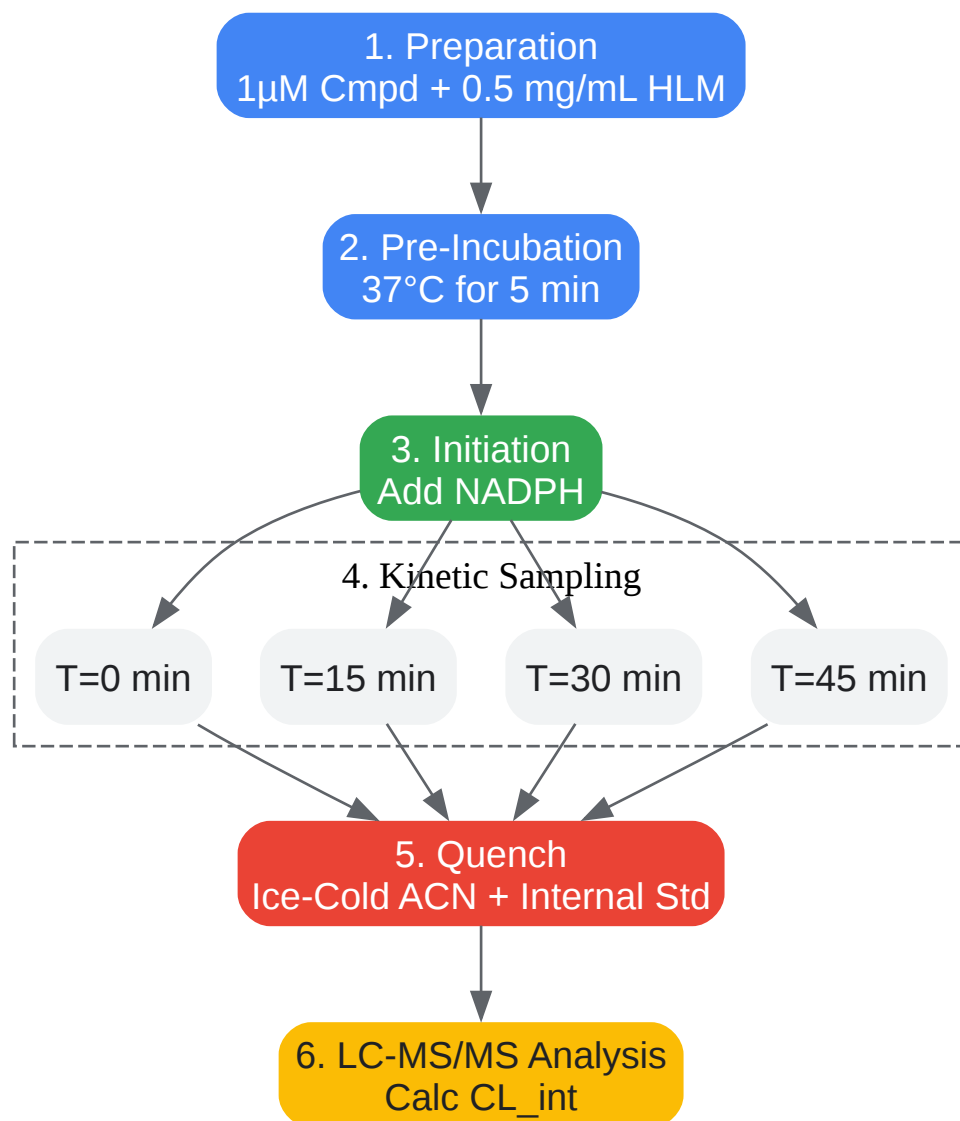 1. Preparation
1µM Cmpd + 0.5 mg/mL HLM
2. Pre-Incubation
37°C for 5 min
3. Initiation
Add NADPH
4. Kinetic Sampling
T=0 min
T=15 min
T=30 min
T=45 min
5. Quench
Ice-Cold ACN + Internal Std
6. LC-MS/MS Analysis
Calc CL_int